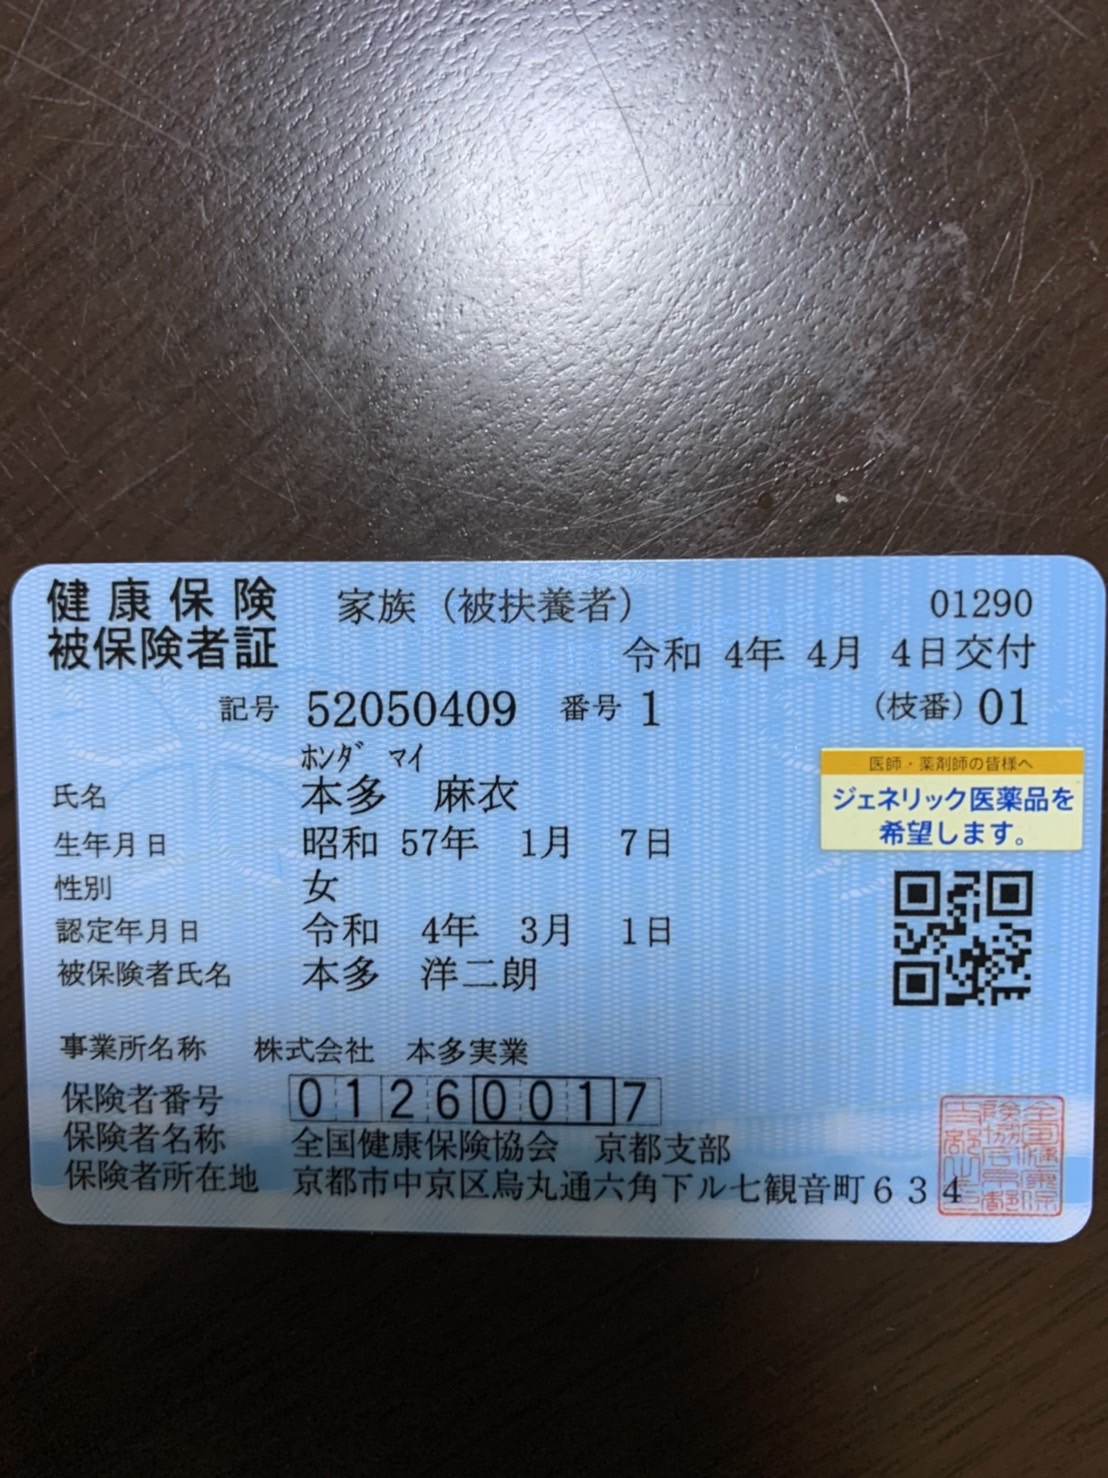 健康保険 家族（被扶養者） 01290
被保険者証 令和 4年 4月 4日交付
記号 52050409 番号 1 (枝番) 01
ﾎﾝﾀﾞ ﾏｲ
氏名 本多 麻衣
医師・薬剤師の皆様へ
ジェネリック医薬品を
希望します。
生年月日 昭和 57年 1月 7日
性別 女
認定年月日 令和 4年 3月 1日
被保険者氏名 本多 洋二朗
事業所名称 株式会社 本多実業
保険者番号 01260017
保険者名称 全国健康保険協会 京都支部
保険者所在地 京都市中京区烏丸通六角下ル七観音町６３４